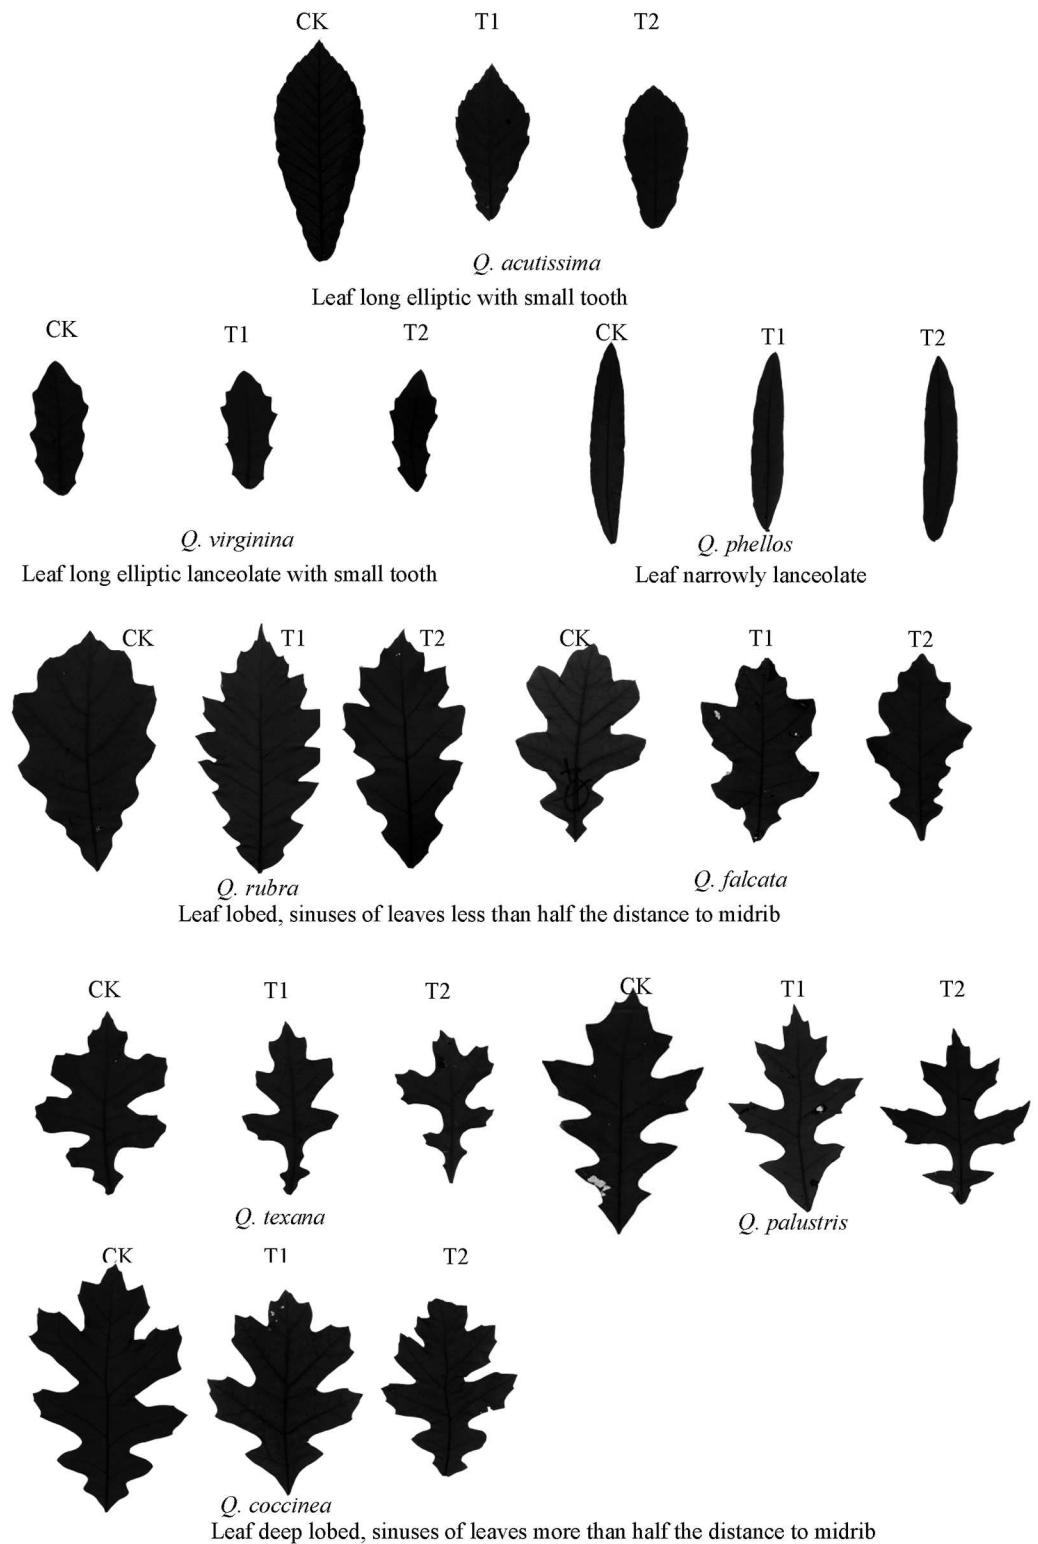 CK T1 T2
Q. acutissima
Leaf long elliptic with small tooth
CK T1 T2
Q. virginina
Leaf long elliptic lanceolate with small tooth
CK T1 T2
Q. phellos
Leaf narrowly lanceolate
CK T1 T2
Q. rubra
CK T1 T2
Q. falcata
Leaf lobed, sinuses of leaves less than half the distance to midrib
CK T1 T2
Q. texana
CK T1 T2
Q. palustris
CK T1 T2
Q. coccinea
Leaf deep lobed, sinuses of leaves more than half the distance to midrib